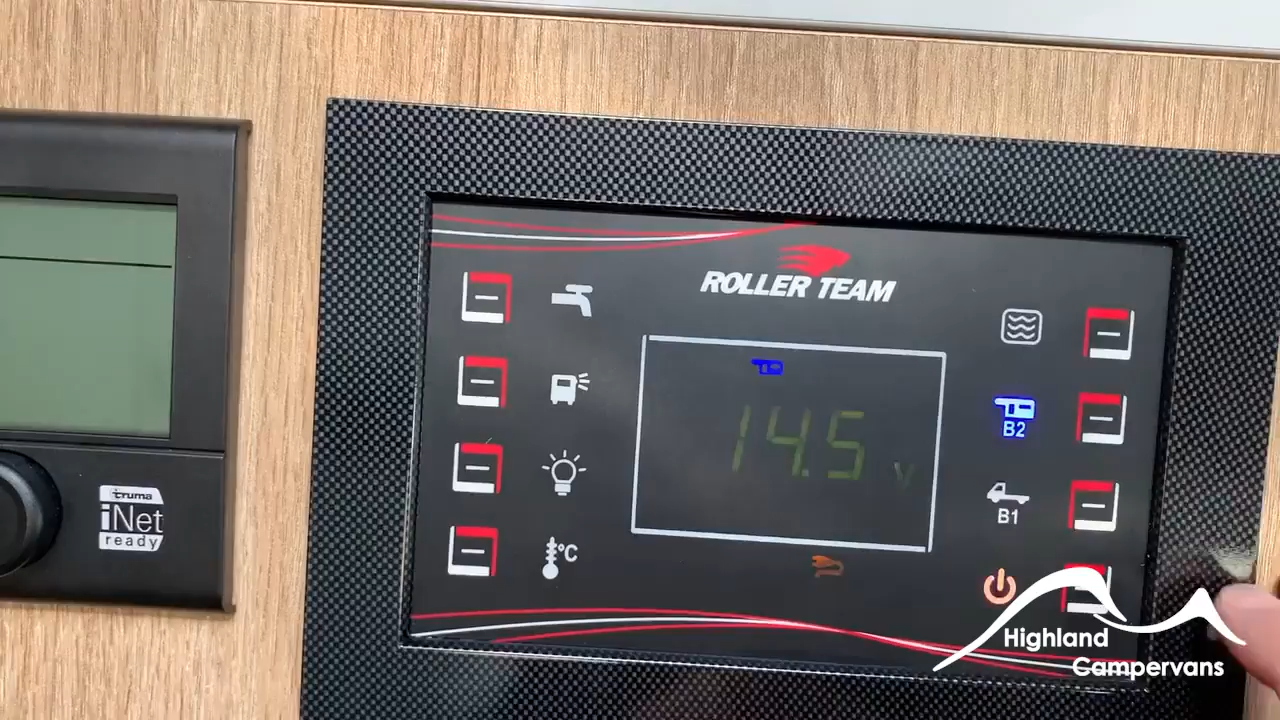 truma
iNet
ready
ROLLER TEAM
14.5 V
°C
B2
B1
Highland
Campervans